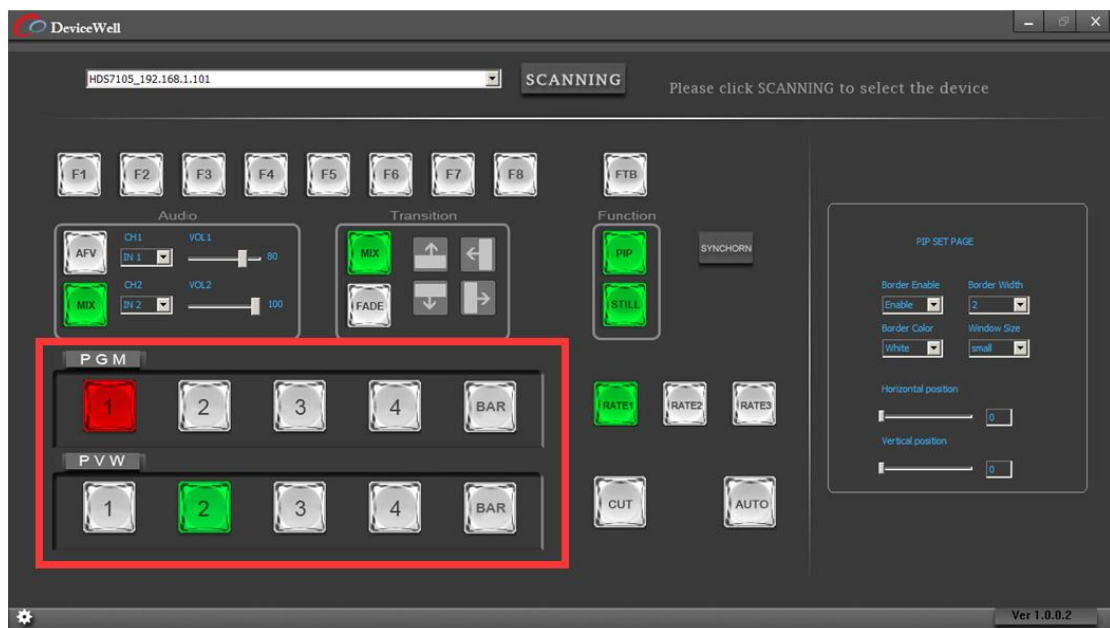 DeviceWell
HDS7105_192.168.1.101
SCANNING
Please click SCANNING to select the device
F1 F2 F3 F4 F5 F6 F7 F8 FTB
Audio
Transition
Function
AFV
CH1
VOL1
IN 1
80
MIX
CH2
VOL2
IN 2
100
MIX
FADE
PIP
STILL
SYNCHORN
PIP SET PAGE
Border Enable
Border Width
Enable
2
Border Color
Window Size
White
small
Horizontal position
0
Vertical position
0
PGM
1 2 3 4 BAR
RATE1 RATE2 RATE3
PVW
1 2 3 4 BAR
CUT
AUTO
Ver 1.0.0.2